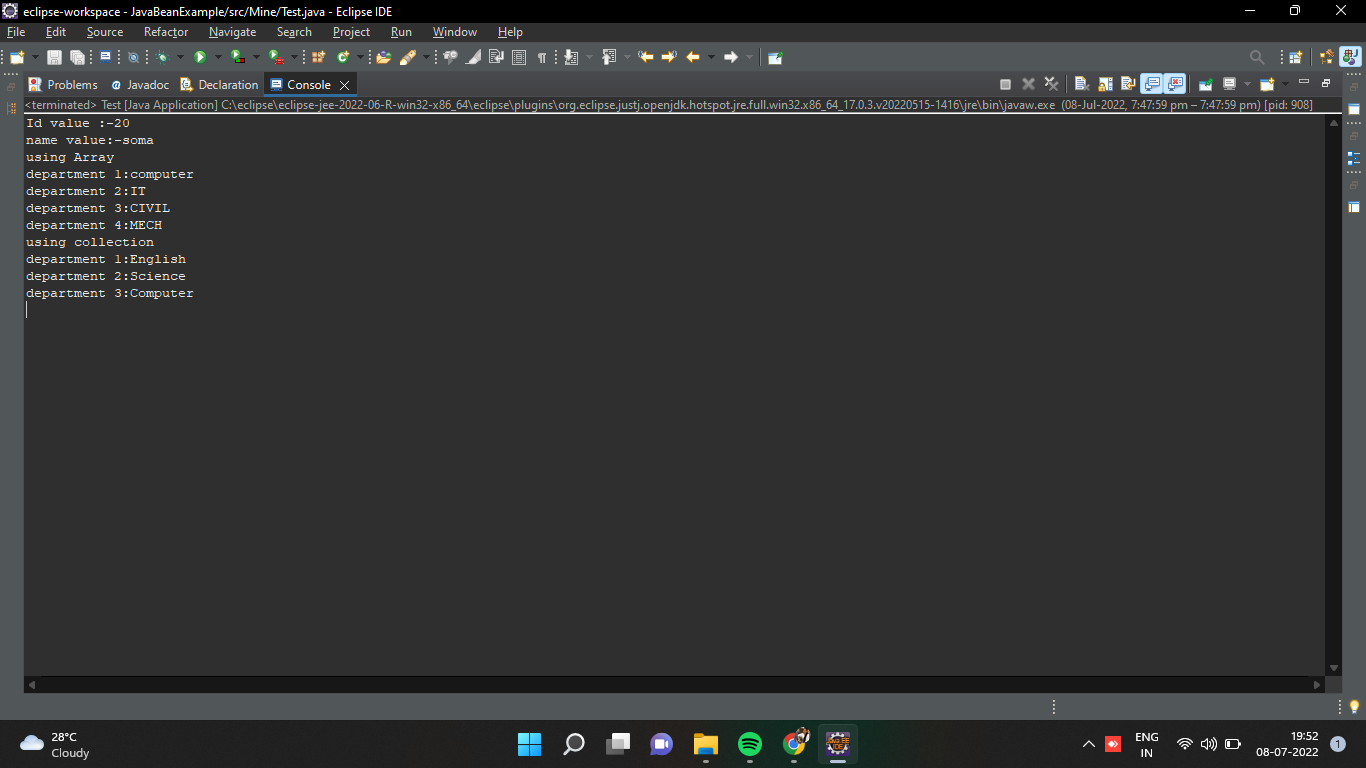 eclipse-workspace - JavaBeanExample/src/Mine/Test.java - Eclipse IDE
File Edit Source Refactor Navigate Search Project Run Window Help
Problems @ Javadoc Declaration Console
<terminated> Test [Java Application] C:\eclipse\eclipse-jee-2022-06-R-win32-x86_64\eclipse\plugins\org.eclipse.justj.openjdk.hotspot.jre.full.win32.x86_64_17.0.3.v20220515-1416\jre\bin\javaw.exe (08-Jul-2022, 7:47:59 pm – 7:47:59 pm) [pid: 908]
Id value :-20
name value:-soma
using Array
department 1:computer
department 2:IT
department 3:CIVIL
department 4:MECH
using collection
department 1:English
department 2:Science
department 3:Computer
28°C
Cloudy
Java EE
IDE
ENG
IN
19:52
08-07-2022
1